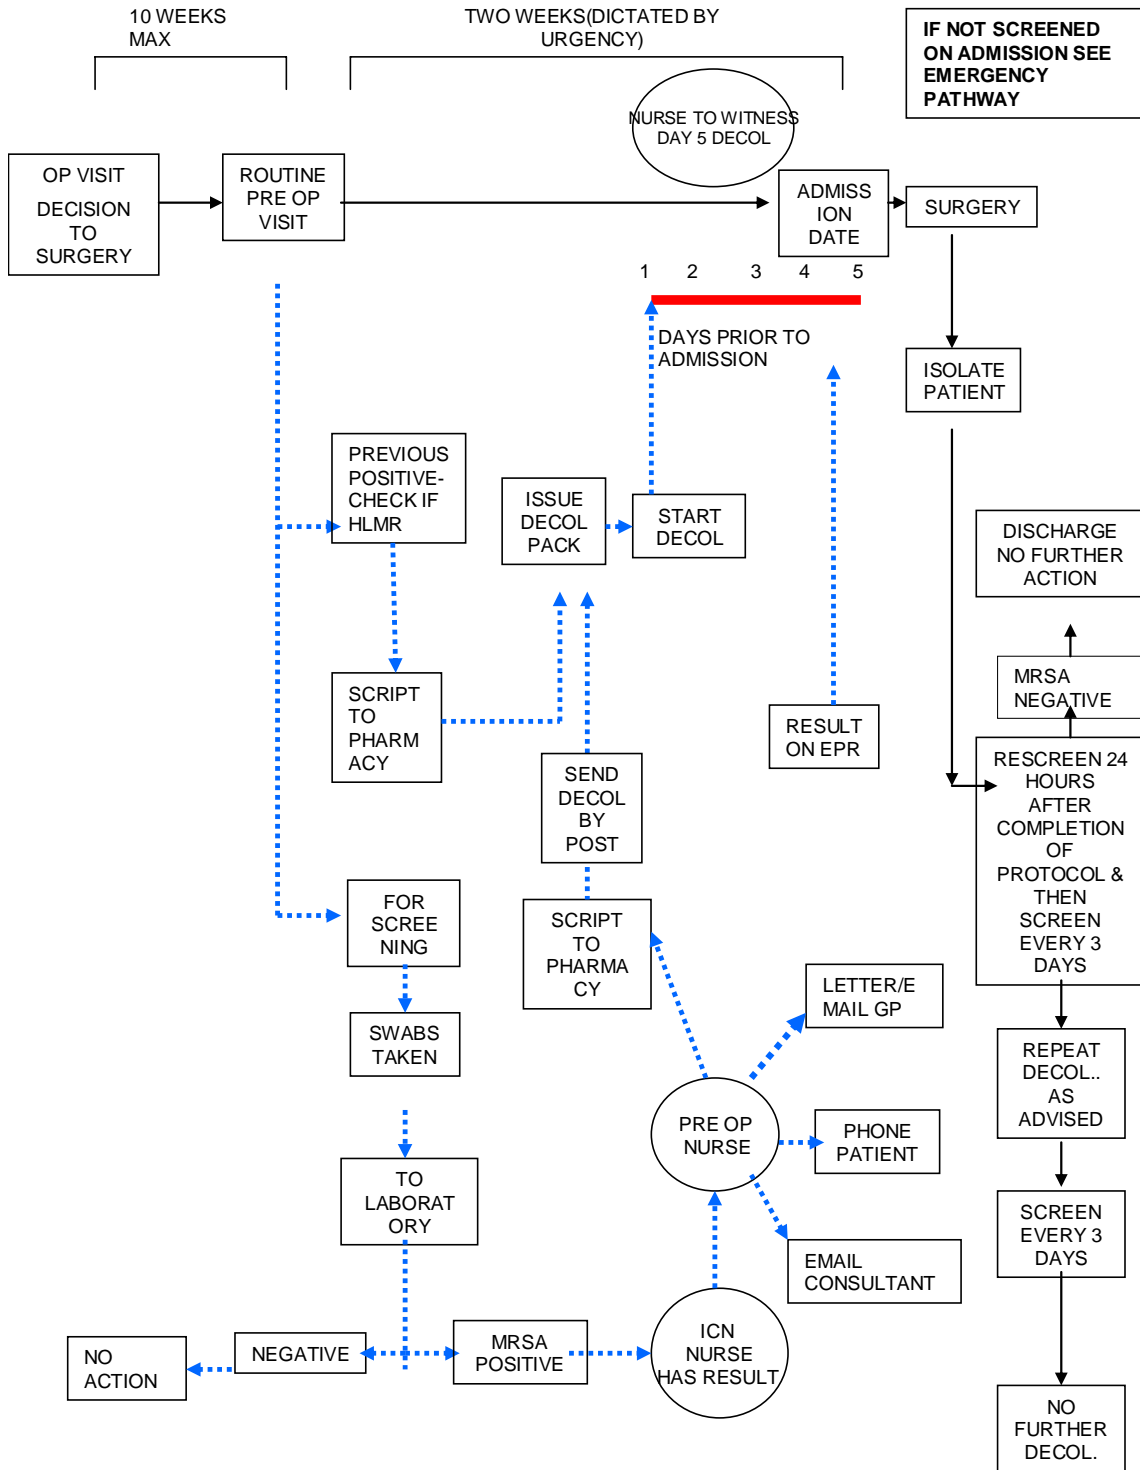 10 WEEKS
MAX
TWO WEEKS(DICTATED BY
URGENCY)
IF NOT SCREENED
ON ADMISSION SEE
EMERGENCY
PATHWAY
NURSE TO WITNESS
DAY 5 DECOL
OP VISIT
DECISION
TO
SURGERY
ROUTINE
PRE OP
VISIT
ADMISS
ION
DATE
SURGERY
1 2 3 4 5
DAYS PRIOR TO
ADMISSION
ISOLATE
PATIENT
PREVIOUS
POSITIVE-
CHECK IF
HLMR
ISSUE
DECOL
PACK
START
DECOL
DISCHARGE
NO FURTHER
ACTION
MRSA
NEGATIVE
SCRIPT
TO
PHARM
ACY
RESULT
ON EPR
SEND
DECOL
BY
POST
RESCREEN 24
HOURS
AFTER
COMPLETION
OF
PROTOCOL &
THEN
SCREEN
EVERY 3
DAYS
FOR
SCREE
NING
SCRIPT
TO
PHARMA
CY
LETTER/E
MAIL GP
SWABS
TAKEN
REPEAT
DECOL..
AS
ADVISED
PRE OP
NURSE
PHONE
PATIENT
TO
LABORAT
ORY
SCREEN
EVERY 3
DAYS
EMAIL
CONSULTANT
NO
ACTION
NEGATIVE
MRSA
POSITIVE
ICN
NURSE
HAS RESULT
NO
FURTHER
DECOL.